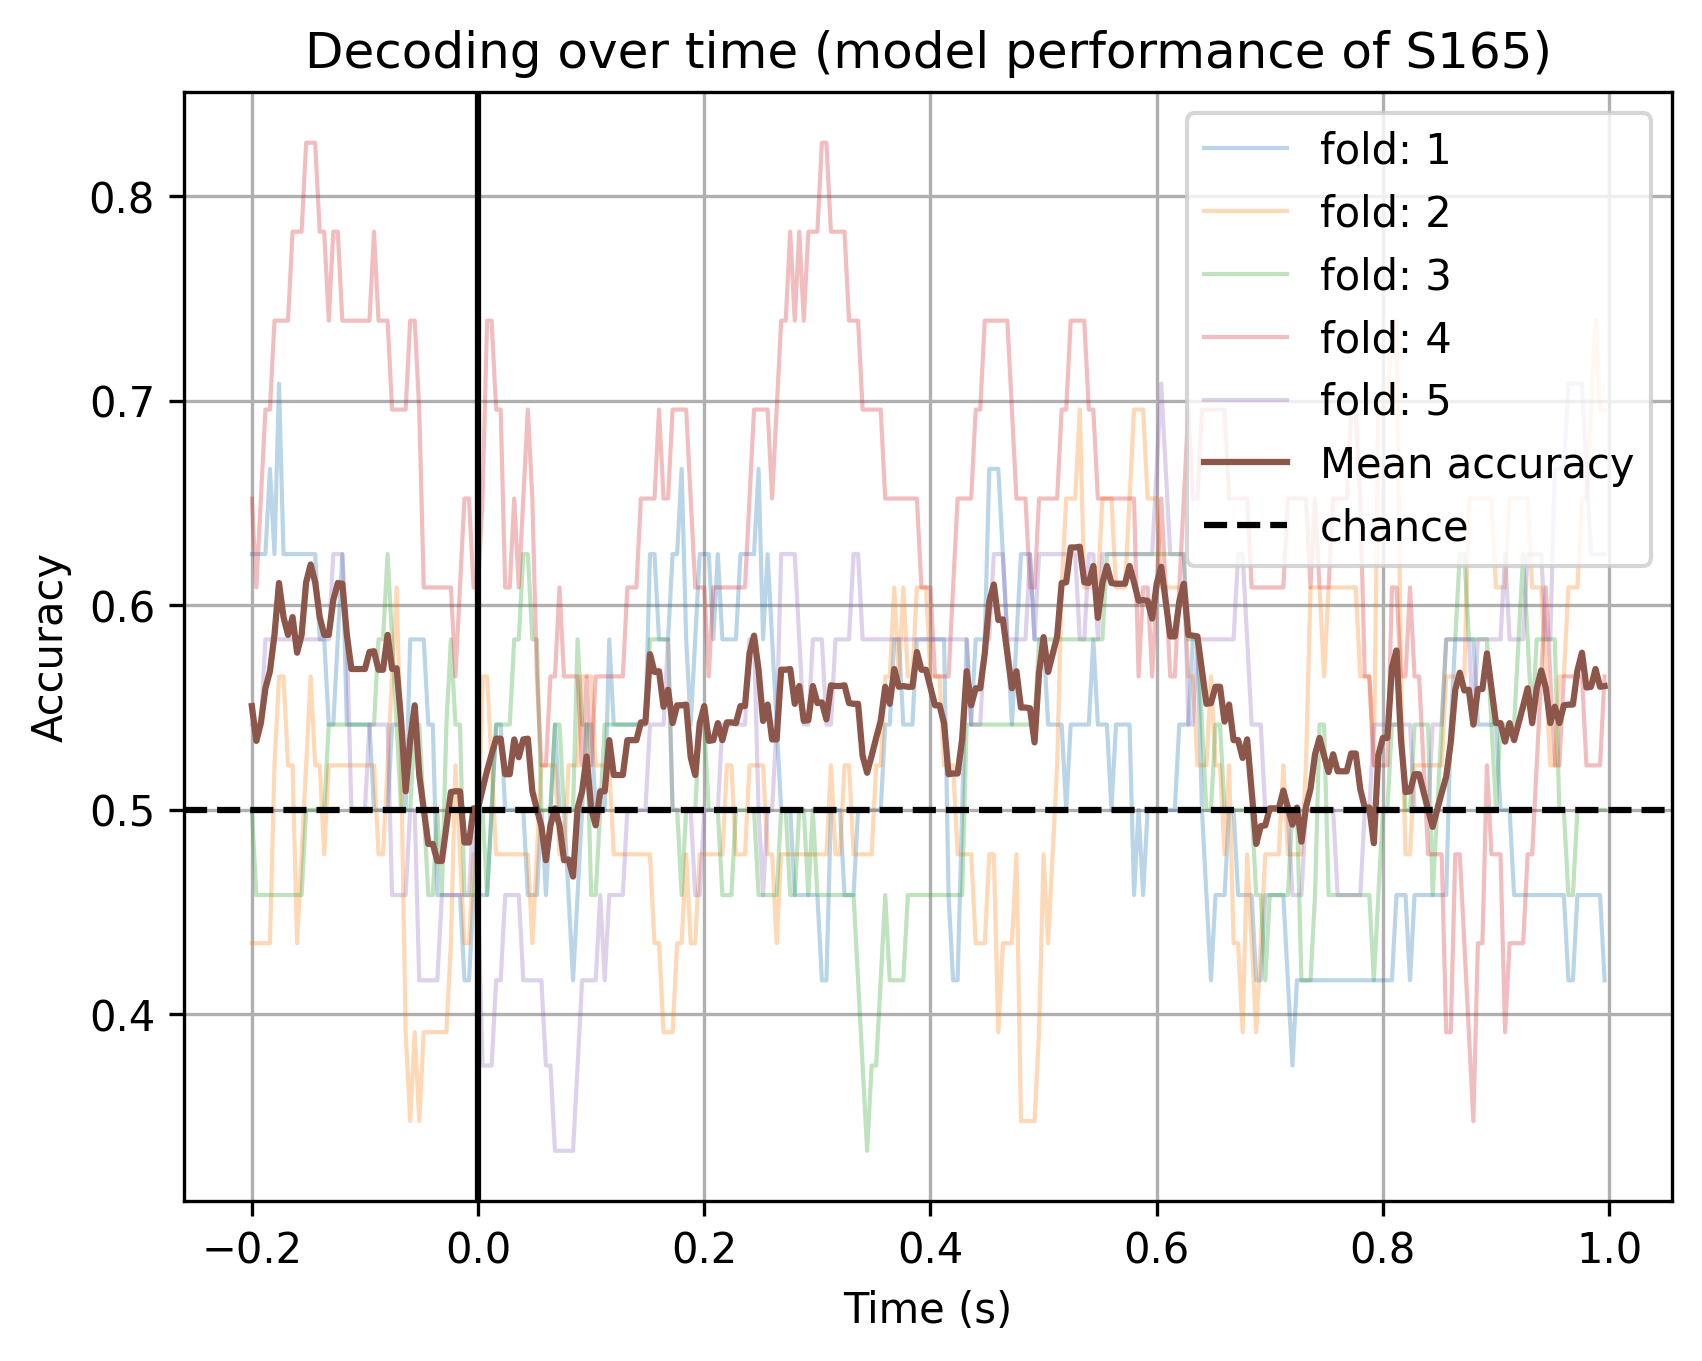 Decoding over time (model performance of S165)
fold: 1
fold: 2
fold: 3
fold: 4
fold: 5
Mean accuracy
chance
Accuracy
0.8
0.7
0.6
0.5
0.4
−0.2 0.0 0.2 0.4 0.6 0.8 1.0
Time (s)